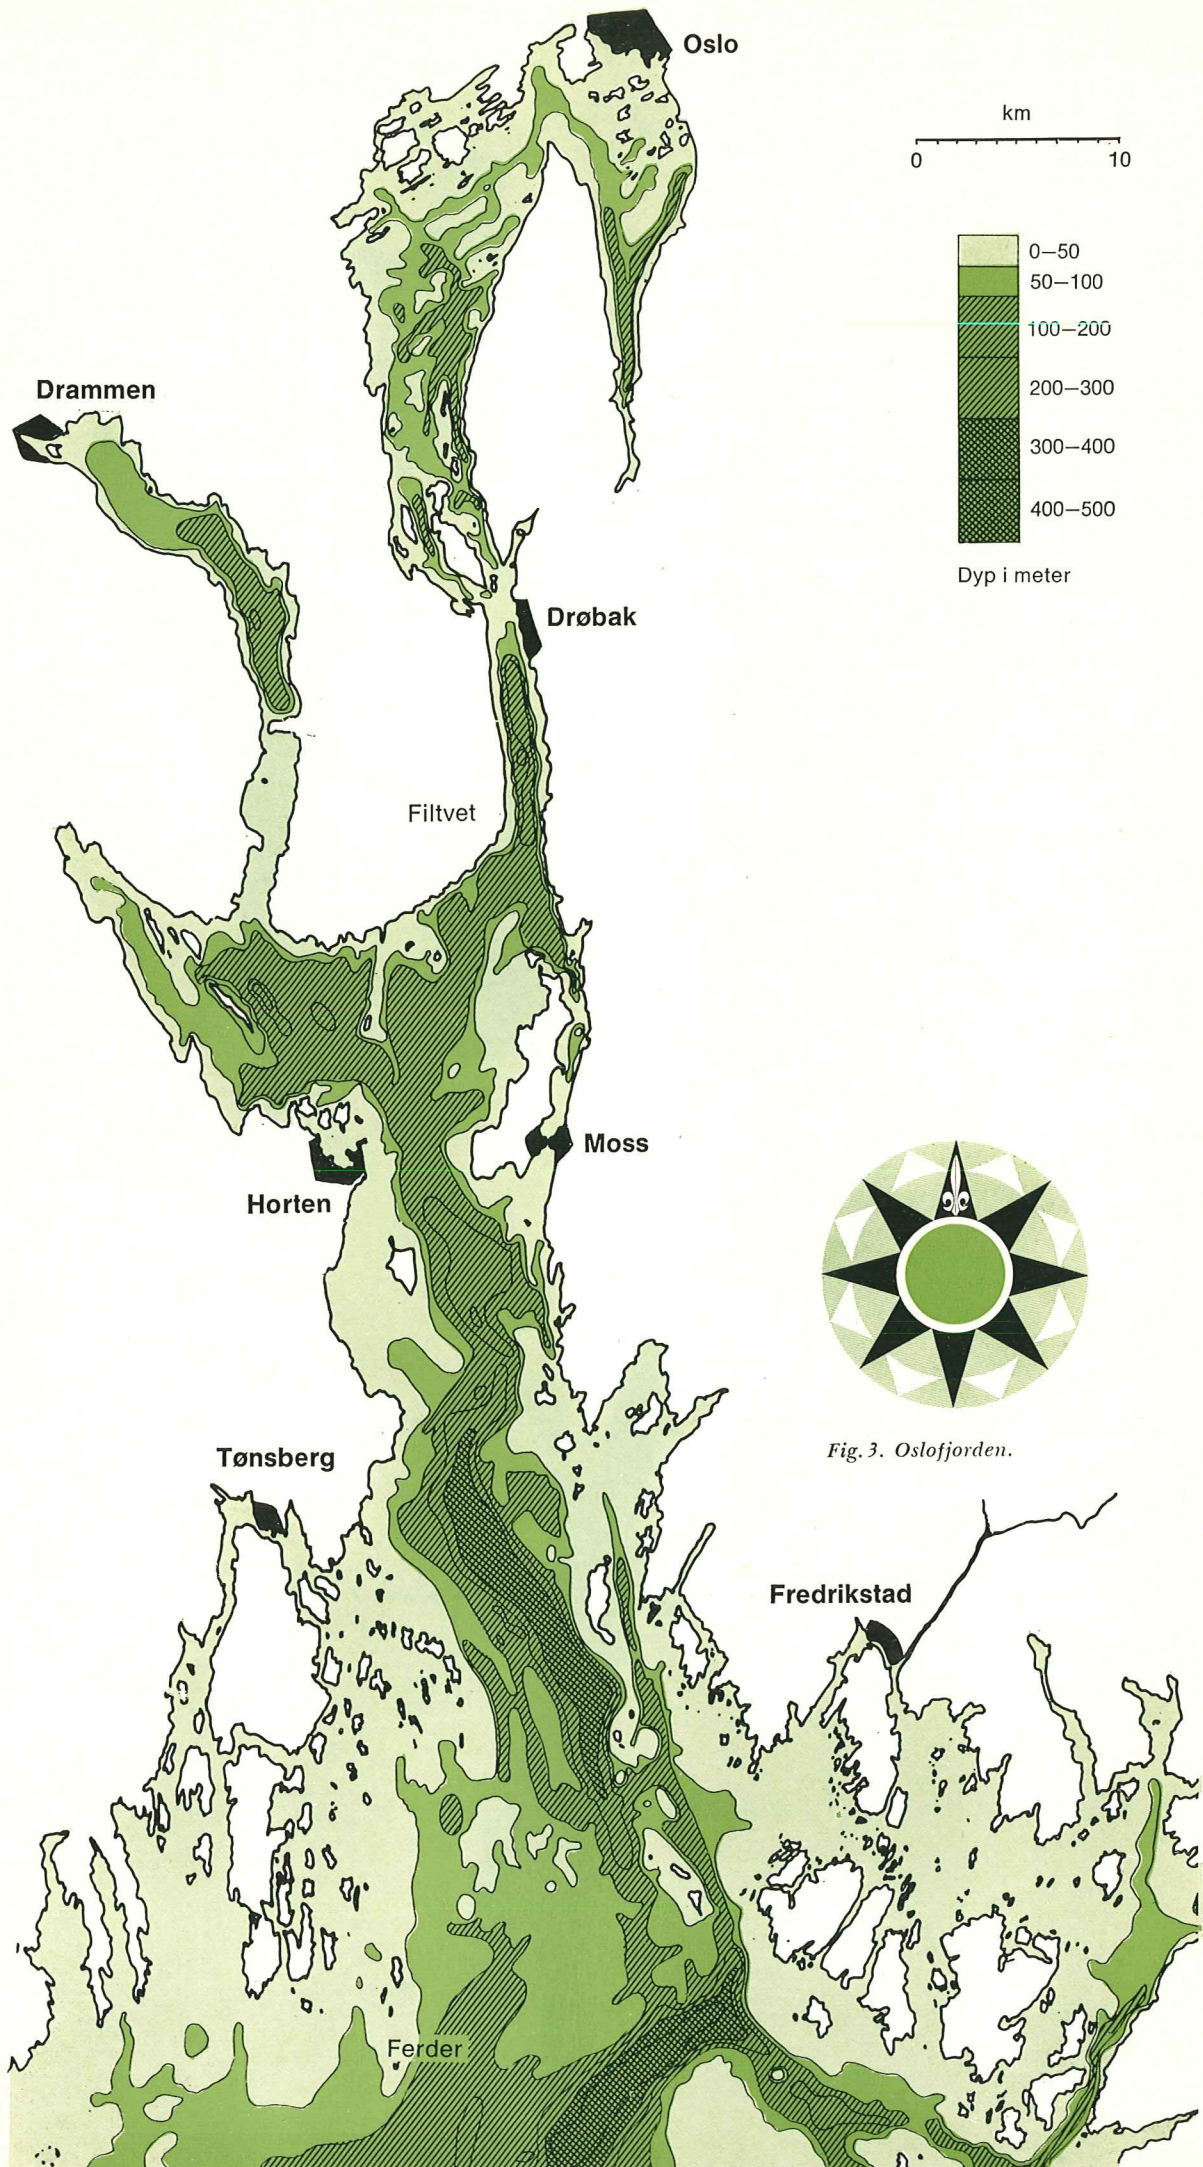 Oslo
km
0 10
0–50
50–100
100–200
200–300
300–400
400–500
Dyp i meter
Drammen
Drøbak
Filtvet
Moss
Horten
Fig. 3. Oslofjorden.
Tønsberg
Fredrikstad
Ferder